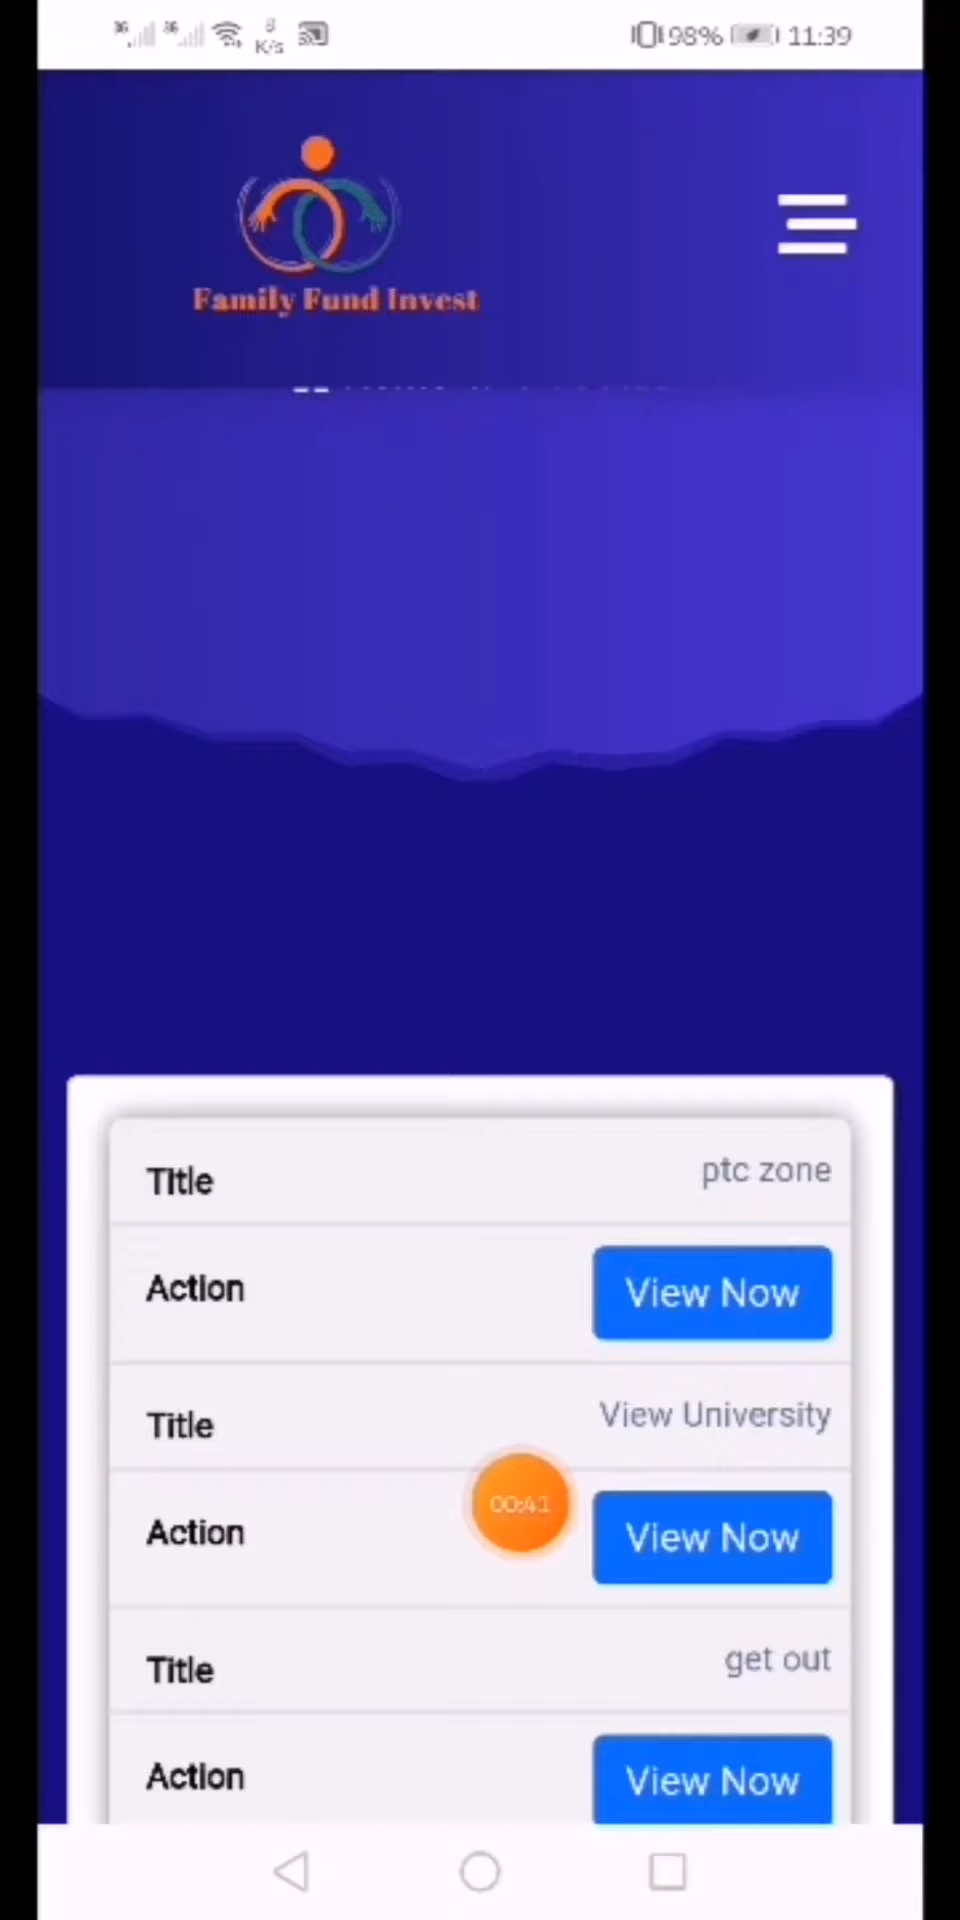 8
K/s
98%
11:39
Family Fund Invest
Title
ptc zone
Action
View Now
Title
View University
00:41
Action
View Now
Title
get out
Action
View Now